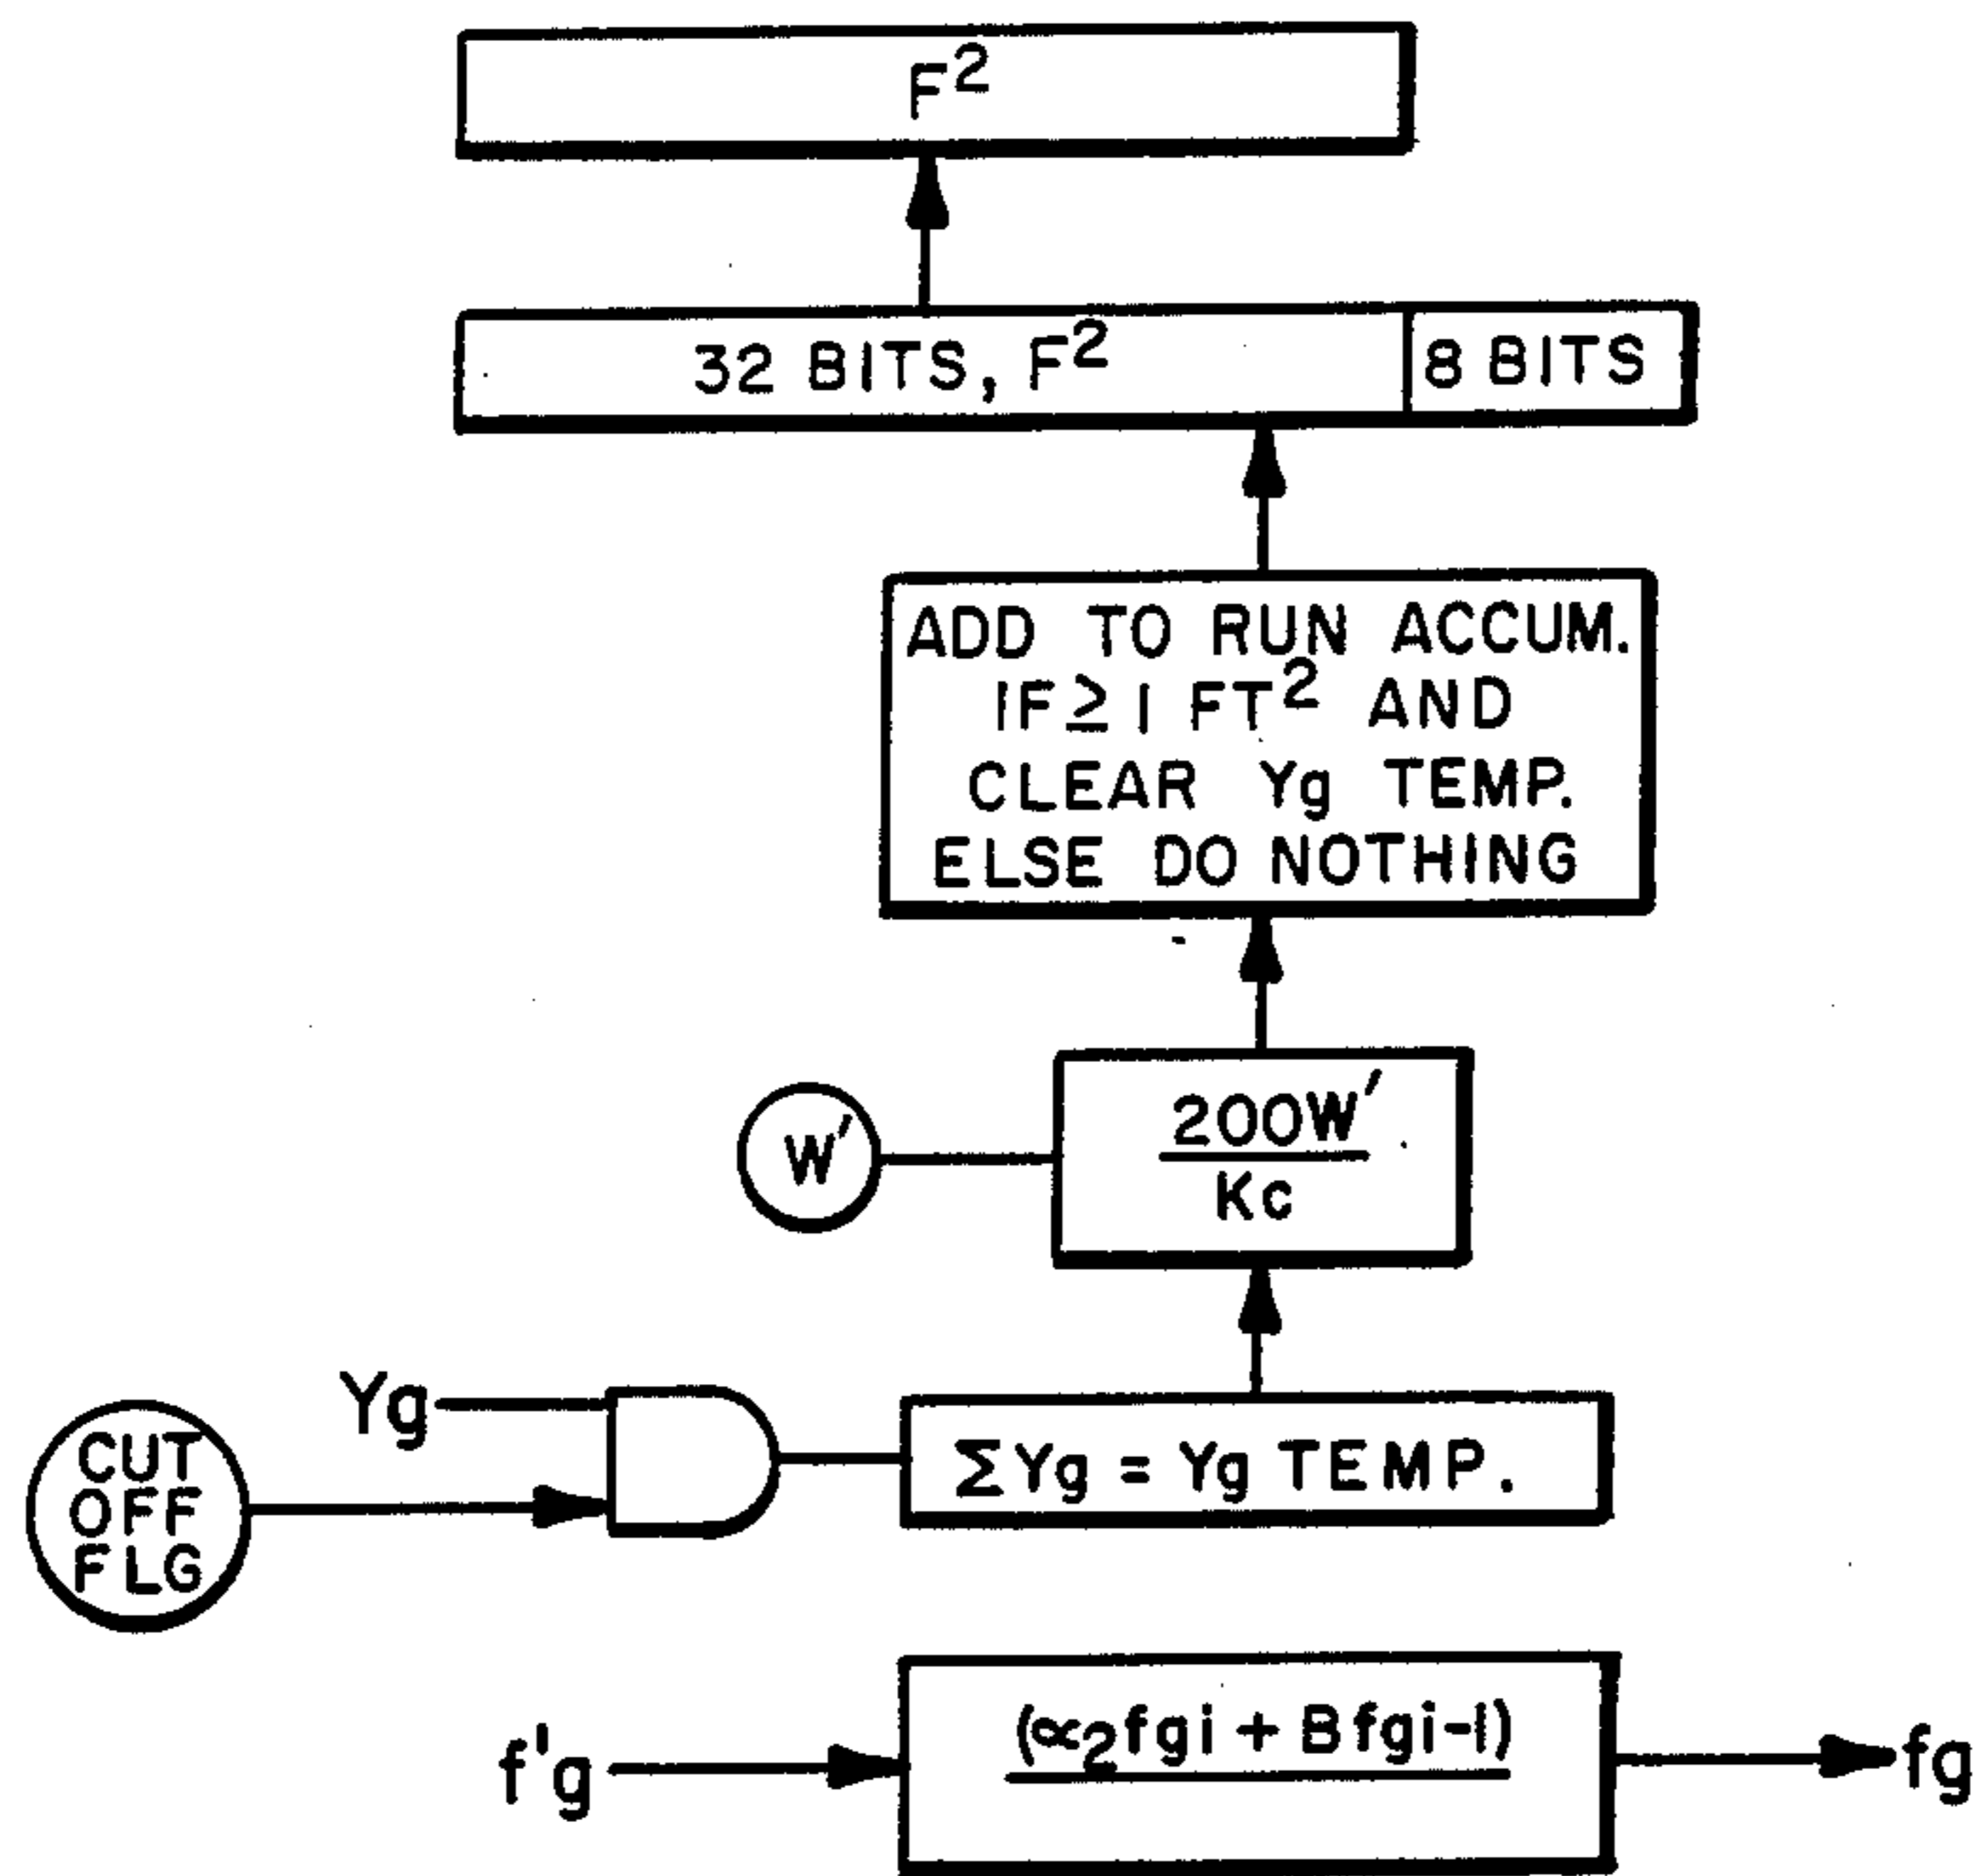 F²
32 BITS, F²
8 BITS
ADD TO RUN ACCUM.
IF ≥ 1 FT² AND
CLEAR Yg TEMP.
ELSE DO NOTHING
W'
200W'
Kc
Yg
CUT
OFF
FLG
ΣYg = Yg TEMP.
f'g
(∝2fgi + Bfgi-1)
fg